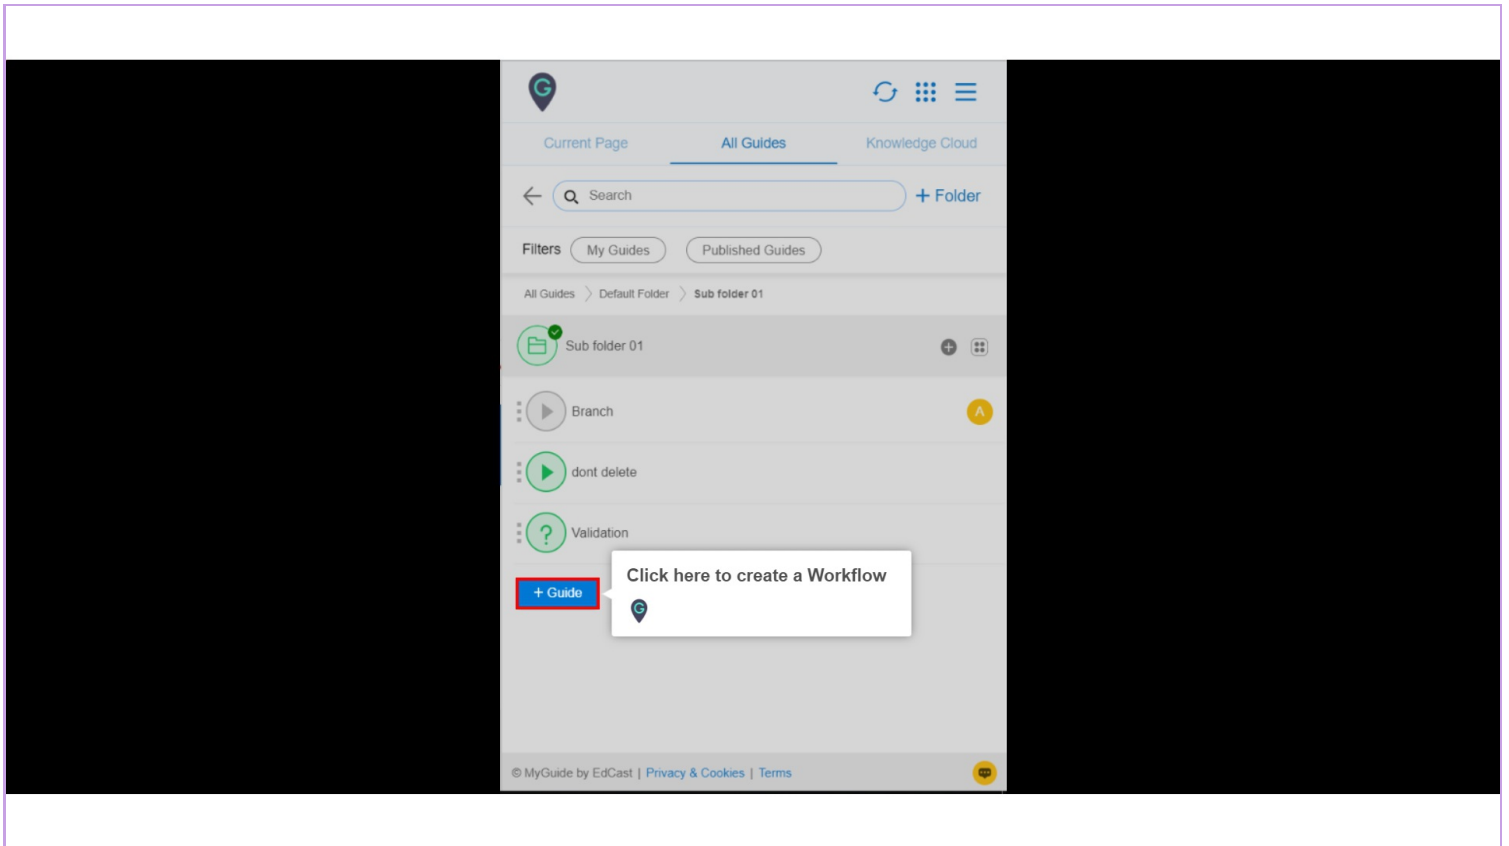 G
Current Page All Guides Knowledge Cloud
Search + Folder
Filters My Guides Published Guides
All Guides Default Folder Sub folder 01
Sub folder 01
Branch
dont delete
Validation
Click here to create a Workflow
+ Guide
G
© MyGuide by EdCast | Privacy & Cookies | Terms